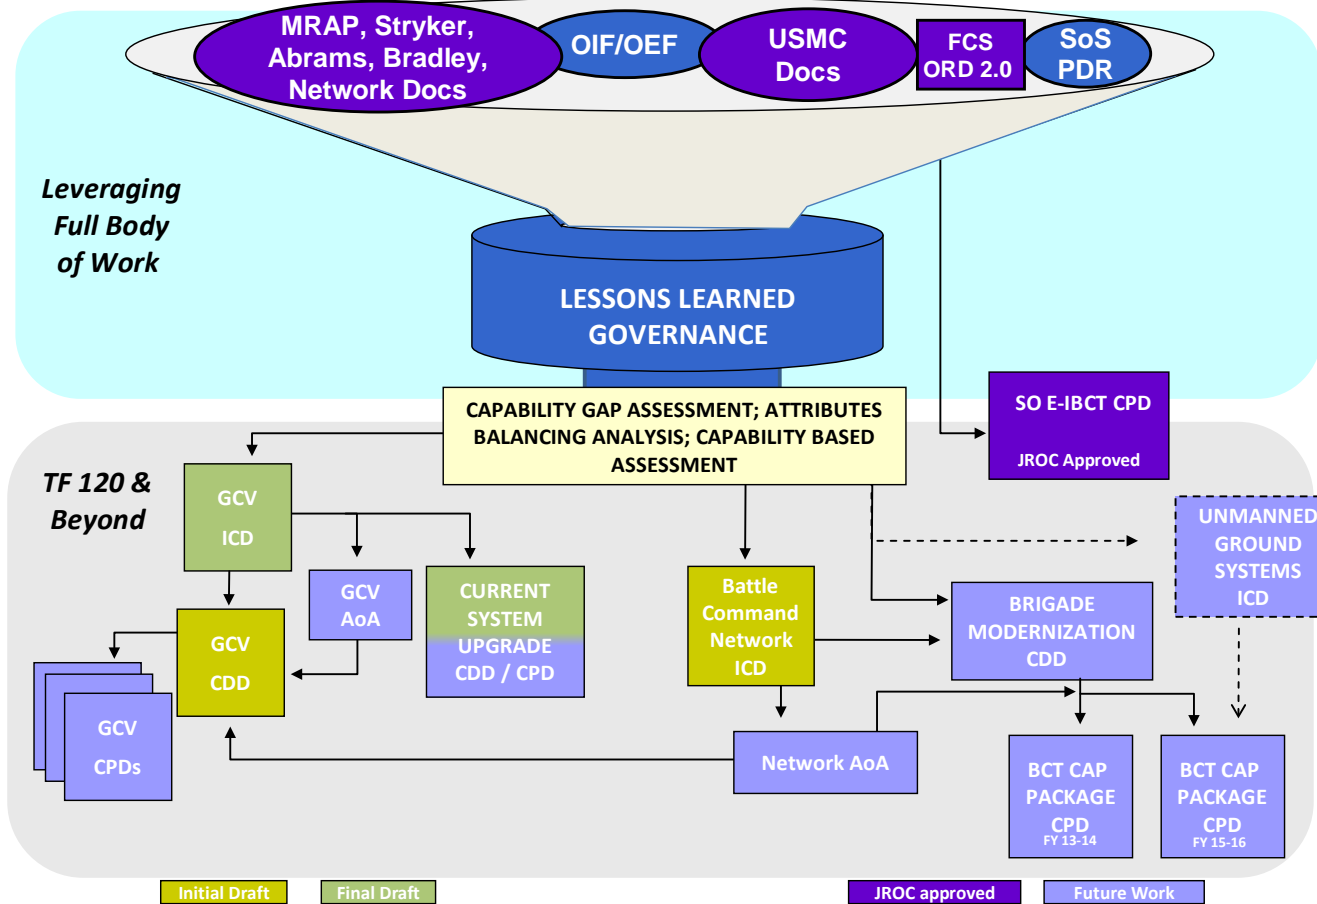 MRAP, Stryker,
Abrams, Bradley,
Network Docs
OIF/OEF
USMC
Docs
FCS
ORD 2.0
SoS
PDR
Leveraging
Full Body
of Work
LESSONS LEARNED
GOVERNANCE
CAPABILITY GAP ASSESSMENT; ATTRIBUTES
BALANCING ANALYSIS; CAPABILITY BASED
ASSESSMENT
SO E-IBCT CPD
JROC Approved
TF 120 &
Beyond
GCV
ICD
GCV
AoA
CURRENT
SYSTEM
UPGRADE
CDD / CPD
GCV
CDD
GCV
CPDs
Battle
Command
Network
ICD
Network AoA
BRIGADE
MODERNIZATION
CDD
UNMANNED
GROUND
SYSTEMS
ICD
BCT CAP
PACKAGE
CPD
FY 13-14
BCT CAP
PACKAGE
CPD
FY 15-16
Initial Draft
Final Draft
JROC approved
Future Work